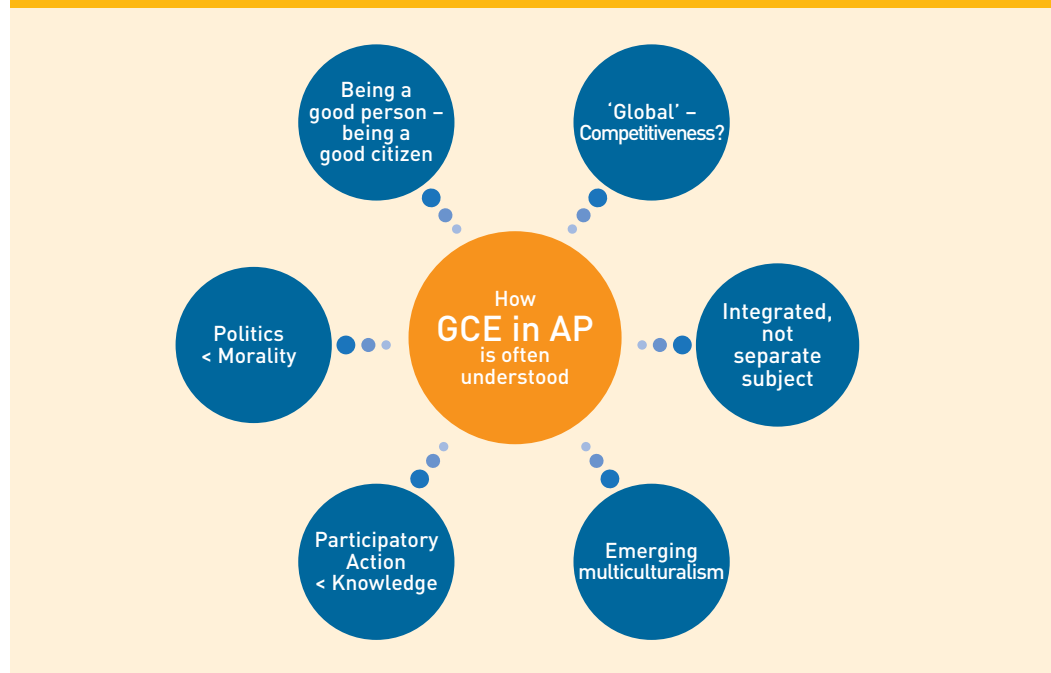 Being a
good person –
being a
good citizen
‘Global’ –
Competitiveness?
How
GCE in AP
is often
understood
Politics
< Morality
Integrated,
not
separate
subject
Participatory
Action
< Knowledge
Emerging
multiculturalism